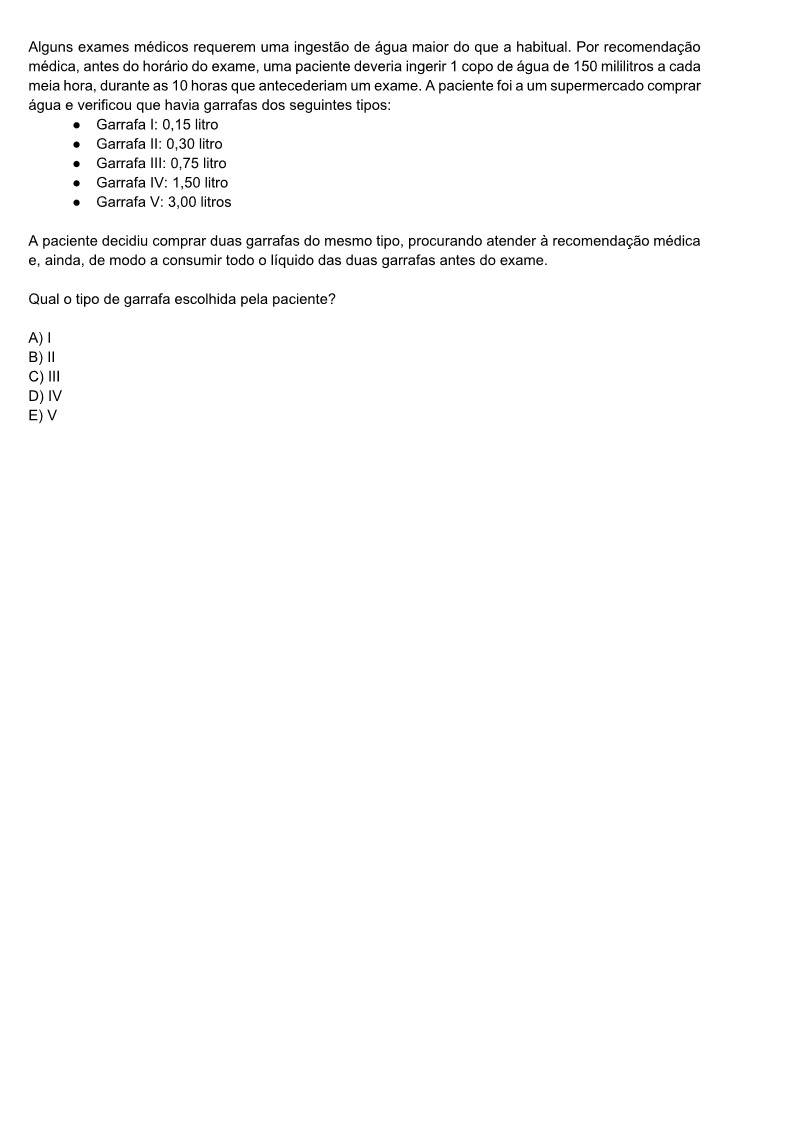 Alguns exames médicos requerem uma ingestão de água maior do que a habitual. Por recomendação
médica, antes do horário do exame, uma paciente deveria ingerir 1 copo de água de 150 mililitros a cada
meia hora, durante as 10 horas que antecederiam um exame. A paciente foi a um supermercado comprar
água e verificou que havia garrafas dos seguintes tipos:
● Garrafa I: 0,15 litro
● Garrafa II: 0,30 litro
● Garrafa III: 0,75 litro
● Garrafa IV: 1,50 litro
● Garrafa V: 3,00 litros
A paciente decidiu comprar duas garrafas do mesmo tipo, procurando atender à recomendação médica
e, ainda, de modo a consumir todo o líquido das duas garrafas antes do exame.
Qual o tipo de garrafa escolhida pela paciente?
A) I
B) II
C) III
D) IV
E) V